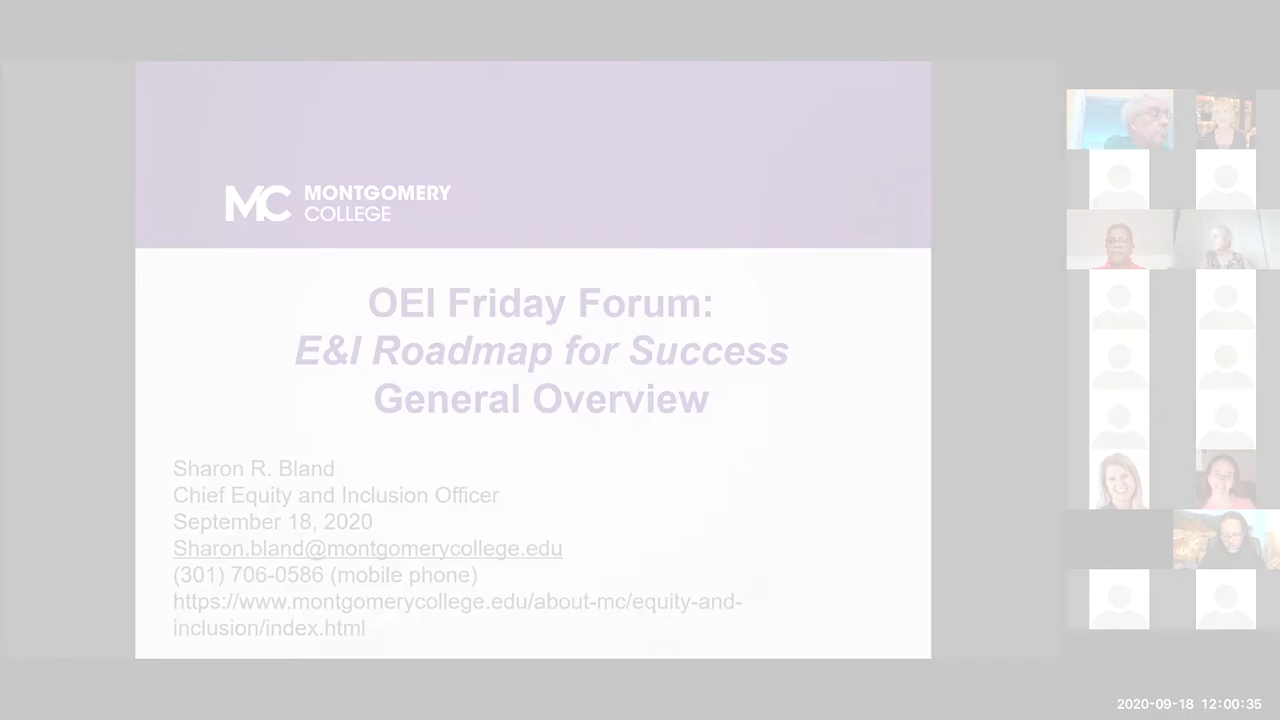 MC MONTGOMERY
COLLEGE
OEI Friday Forum:
E&I Roadmap for Success
General Overview
Sharon R. Bland
Chief Equity and Inclusion Officer
September 18, 2020
Sharon.bland@montgomerycollege.edu
(301) 706-0586 (mobile phone)
https://www.montgomerycollege.edu/about-mc/equity-and-
inclusion/index.html
2020-09-18 12:00:35